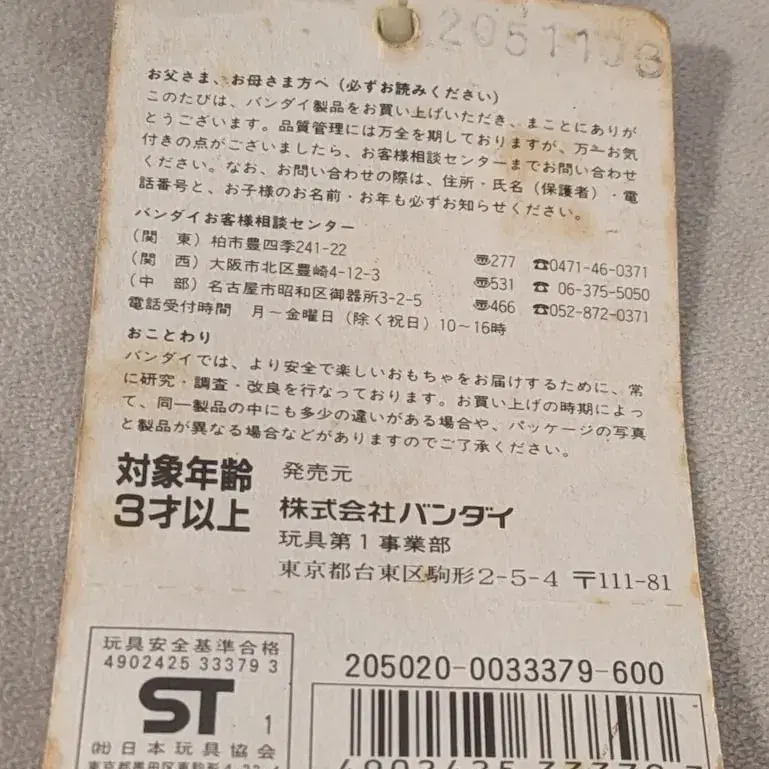 2051108
お父さま、お母さま方へ（必ずお読みください）
このたびは、バンダイ製品をお買い上げいただき、まことにありが
とうございます。品質管理には万全を期しておりますが、万一お気
付きの点がございましたら、お客様相談センターまでお問い合わせ
ください。なお、お問い合わせの際は、住所・氏名（保護者）・電
話番号と、お子様のお名前・お年も必ずお知らせください。
バンダイお客様相談センター
（関　東）柏市豊四季241-22 〠277 ☎0471-46-0371
（関　西）大阪市北区豊崎4-12-3 〠531 ☎06-375-5050
（中　部）名古屋市昭和区御器所3-2-5 〠466 ☎052-872-0371
電話受付時間　月～金曜日（除く祝日）10～16時
おことわり
バンダイでは、より安全で楽しいおもちゃをお届けするために、常
に研究・調査・改良を行なっております。お買い上げの時期によっ
て、同一製品の中にも多少の違いがある場合や、パッケージの写真
と製品が異なる場合などがありますのでご了承ください。
対象年齢
3才以上
発売元
株式会社バンダイ
玩具第1事業部
東京都台東区駒形2-5-4 〒111-81
玩具安全基準合格
4902425 33379 3
ST 1
㈳日本玩具協会
205020-0033379-600